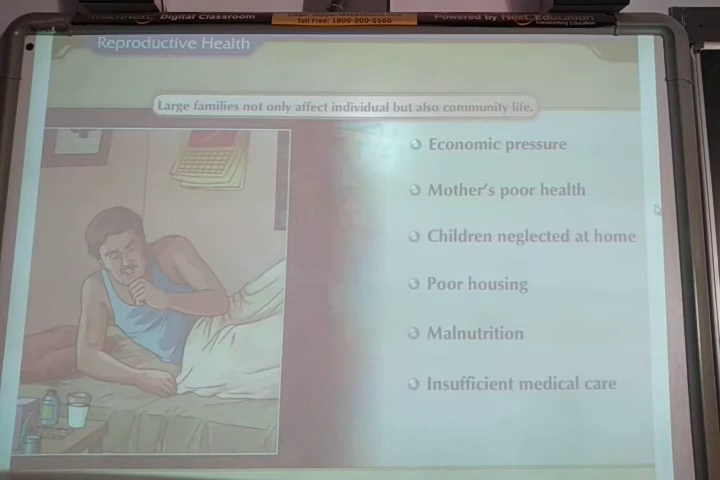 Digital Classroom
Toll Free: 1800-200-5566
Powered by Next Education
Reproductive Health
Large families not only affect individual but also community life.
Economic pressure
Mother's poor health
Children neglected at home
Poor housing
Malnutrition
Insufficient medical care